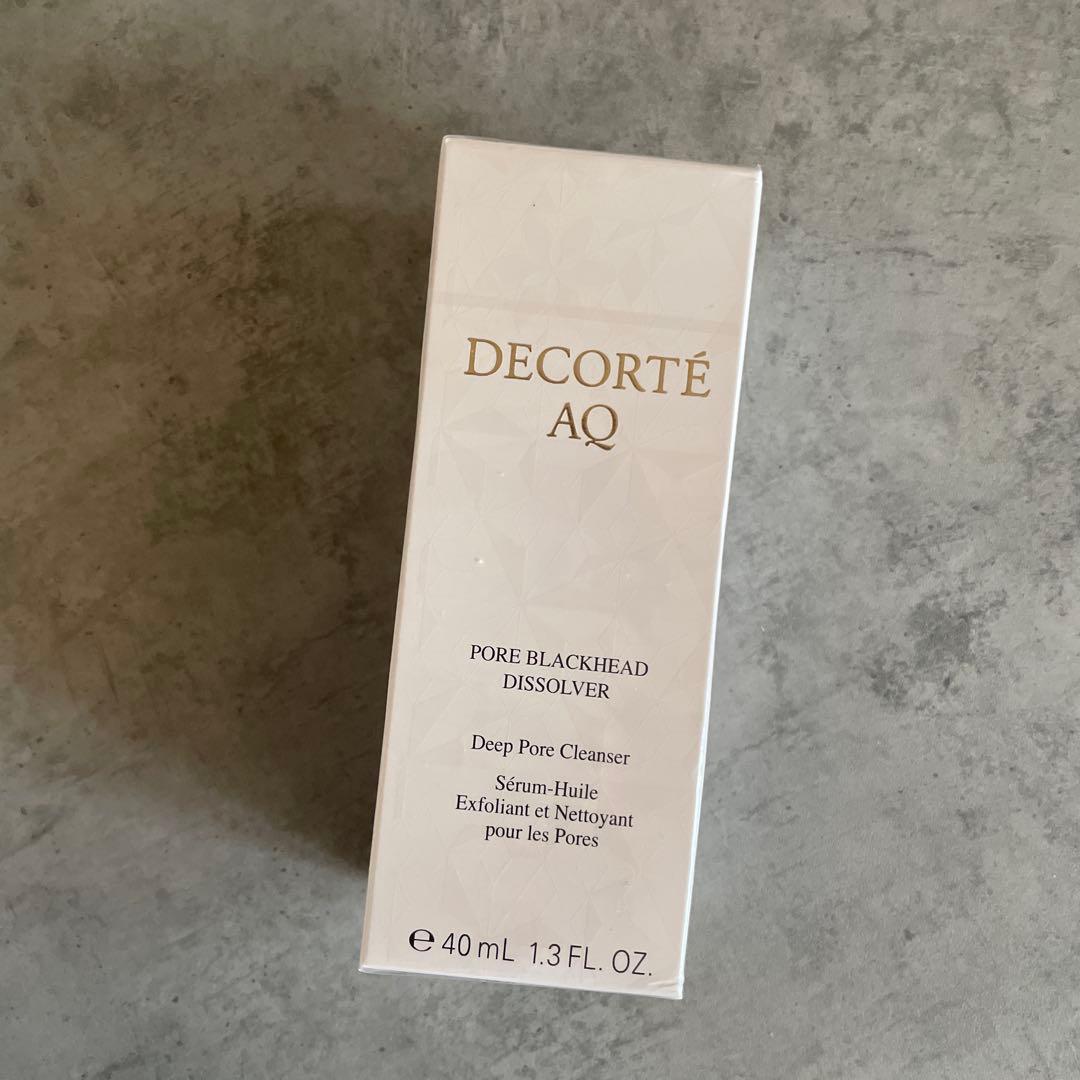 DECORTÉ
AQ
PORE BLACKHEAD
DISSOLVER
Deep Pore Cleanser
Sérum-Huile
Exfoliant et Nettoyant
pour les Pores
℮ 40 mL 1.3 FL. OZ.